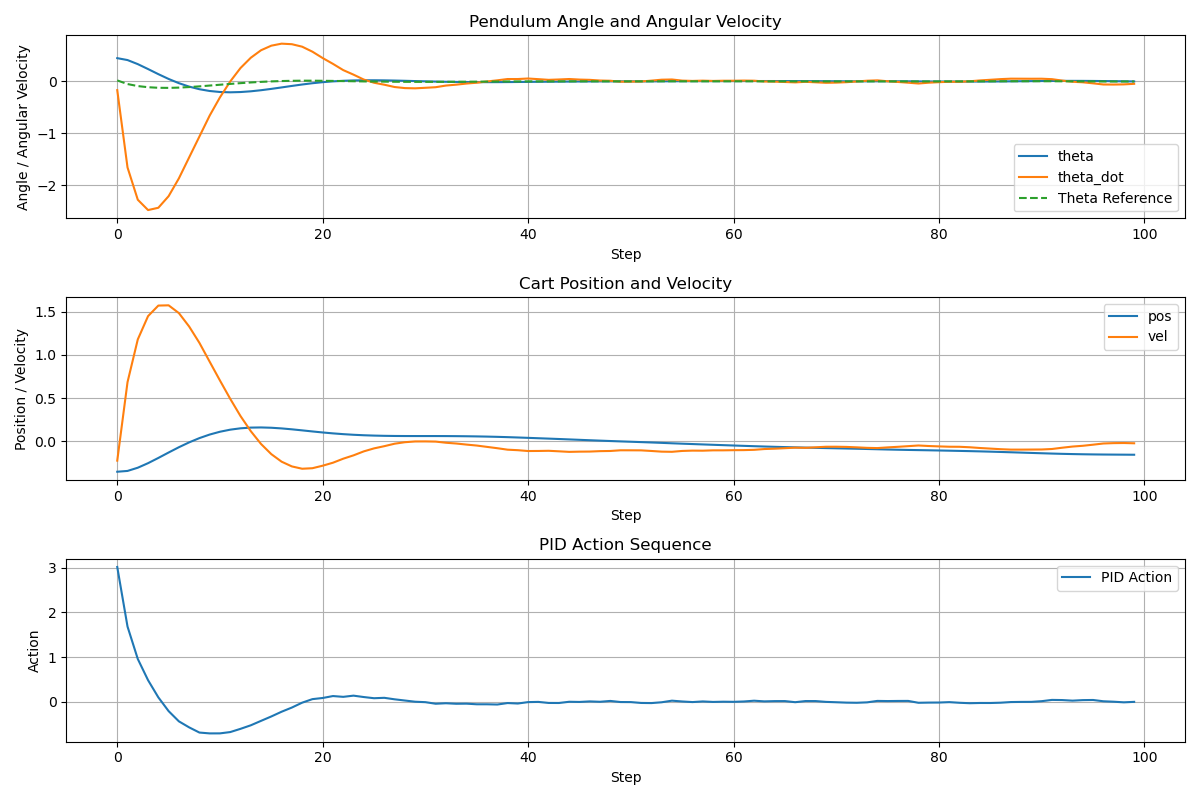 Pendulum Angle and Angular Velocity
Angle / Angular Velocity
0
−1
−2
theta
theta_dot
Theta Reference
0 20 40 60 80 100
Step
Cart Position and Velocity
Position / Velocity
1.5
1.0
0.5
0.0
pos
vel
0 20 40 60 80 100
Step
PID Action Sequence
Action
3
2
1
0
PID Action
0 20 40 60 80 100
Step